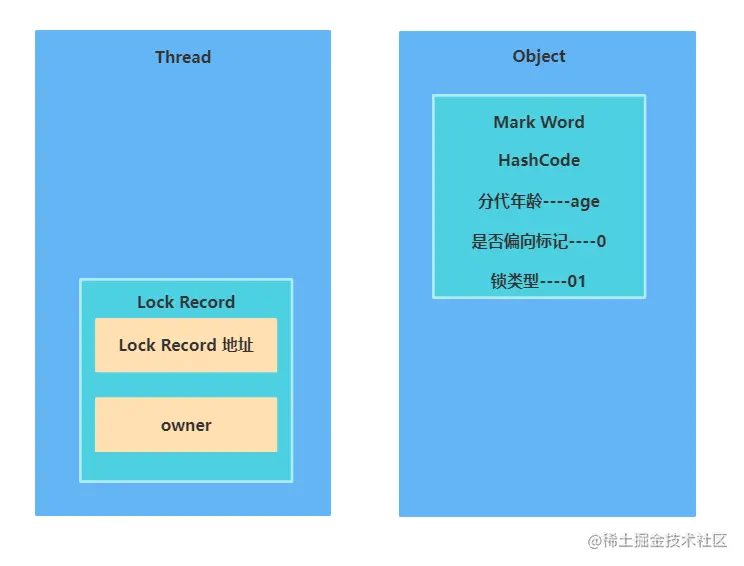 Thread
Lock Record
Lock Record 地址
owner
Object
Mark Word
HashCode
分代年龄----age
是否偏向标记----0
锁类型----01
@稀土掘金技术社区